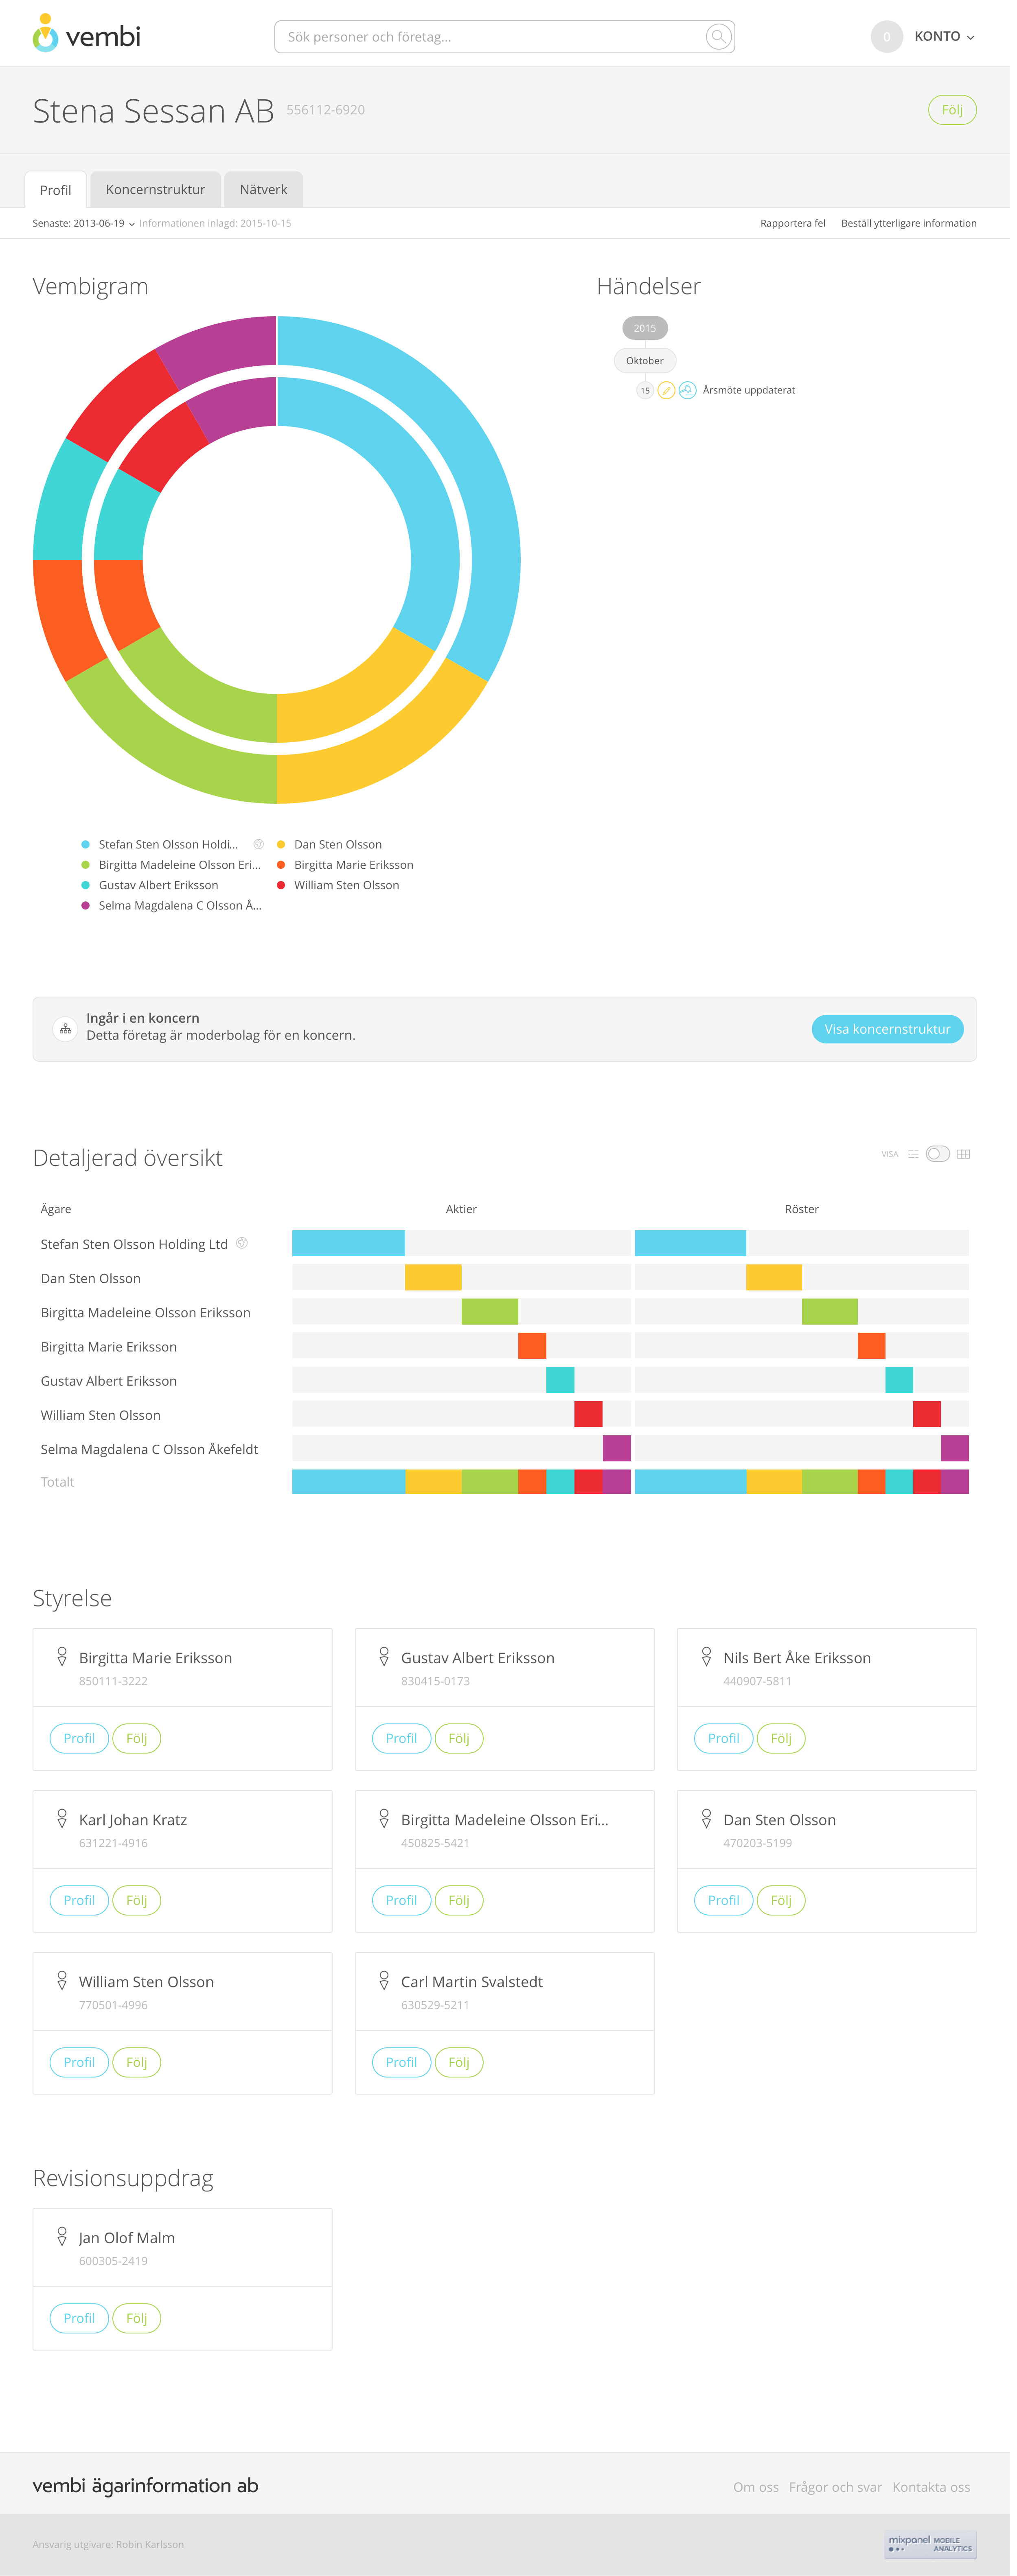 vembi
Sök personer och företag...
0
KONTO
Stena Sessan AB 556112-6920
Följ
Profil
Koncernstruktur
Nätverk
Senaste: 2013-06-19
Informationen inlagd: 2015-10-15
Rapportera fel
Beställ ytterligare information
Vembigram
Stefan Sten Olsson Holdi...
Dan Sten Olsson
Birgitta Madeleine Olsson Eri...
Birgitta Marie Eriksson
Gustav Albert Eriksson
William Sten Olsson
Selma Magdalena C Olsson Å...
Händelser
2015
Oktober
15 Årsmöte uppdaterat
Ingår i en koncern
Detta företag är moderbolag för en koncern.
Visa koncernstruktur
Detaljerad översikt
VISA
Ägare Aktier Röster
Stefan Sten Olsson Holding Ltd
Dan Sten Olsson
Birgitta Madeleine Olsson Eriksson
Birgitta Marie Eriksson
Gustav Albert Eriksson
William Sten Olsson
Selma Magdalena C Olsson Åkefeldt
Totalt
Styrelse
Birgitta Marie Eriksson
850111-3222
Profil Följ
Gustav Albert Eriksson
830415-0173
Profil Följ
Nils Bert Åke Eriksson
440907-5811
Profil Följ
Karl Johan Kratz
631221-4916
Profil Följ
Birgitta Madeleine Olsson Eri...
450825-5421
Profil Följ
Dan Sten Olsson
470203-5199
Profil Följ
William Sten Olsson
770501-4996
Profil Följ
Carl Martin Svalstedt
630529-5211
Profil Följ
Revisionsuppdrag
Jan Olof Malm
600305-2419
Profil Följ
vembi ägarinformation ab
Om oss Frågor och svar Kontakta oss
Ansvarig utgivare: Robin Karlsson
mixpanel MOBILE
ANALYTICS